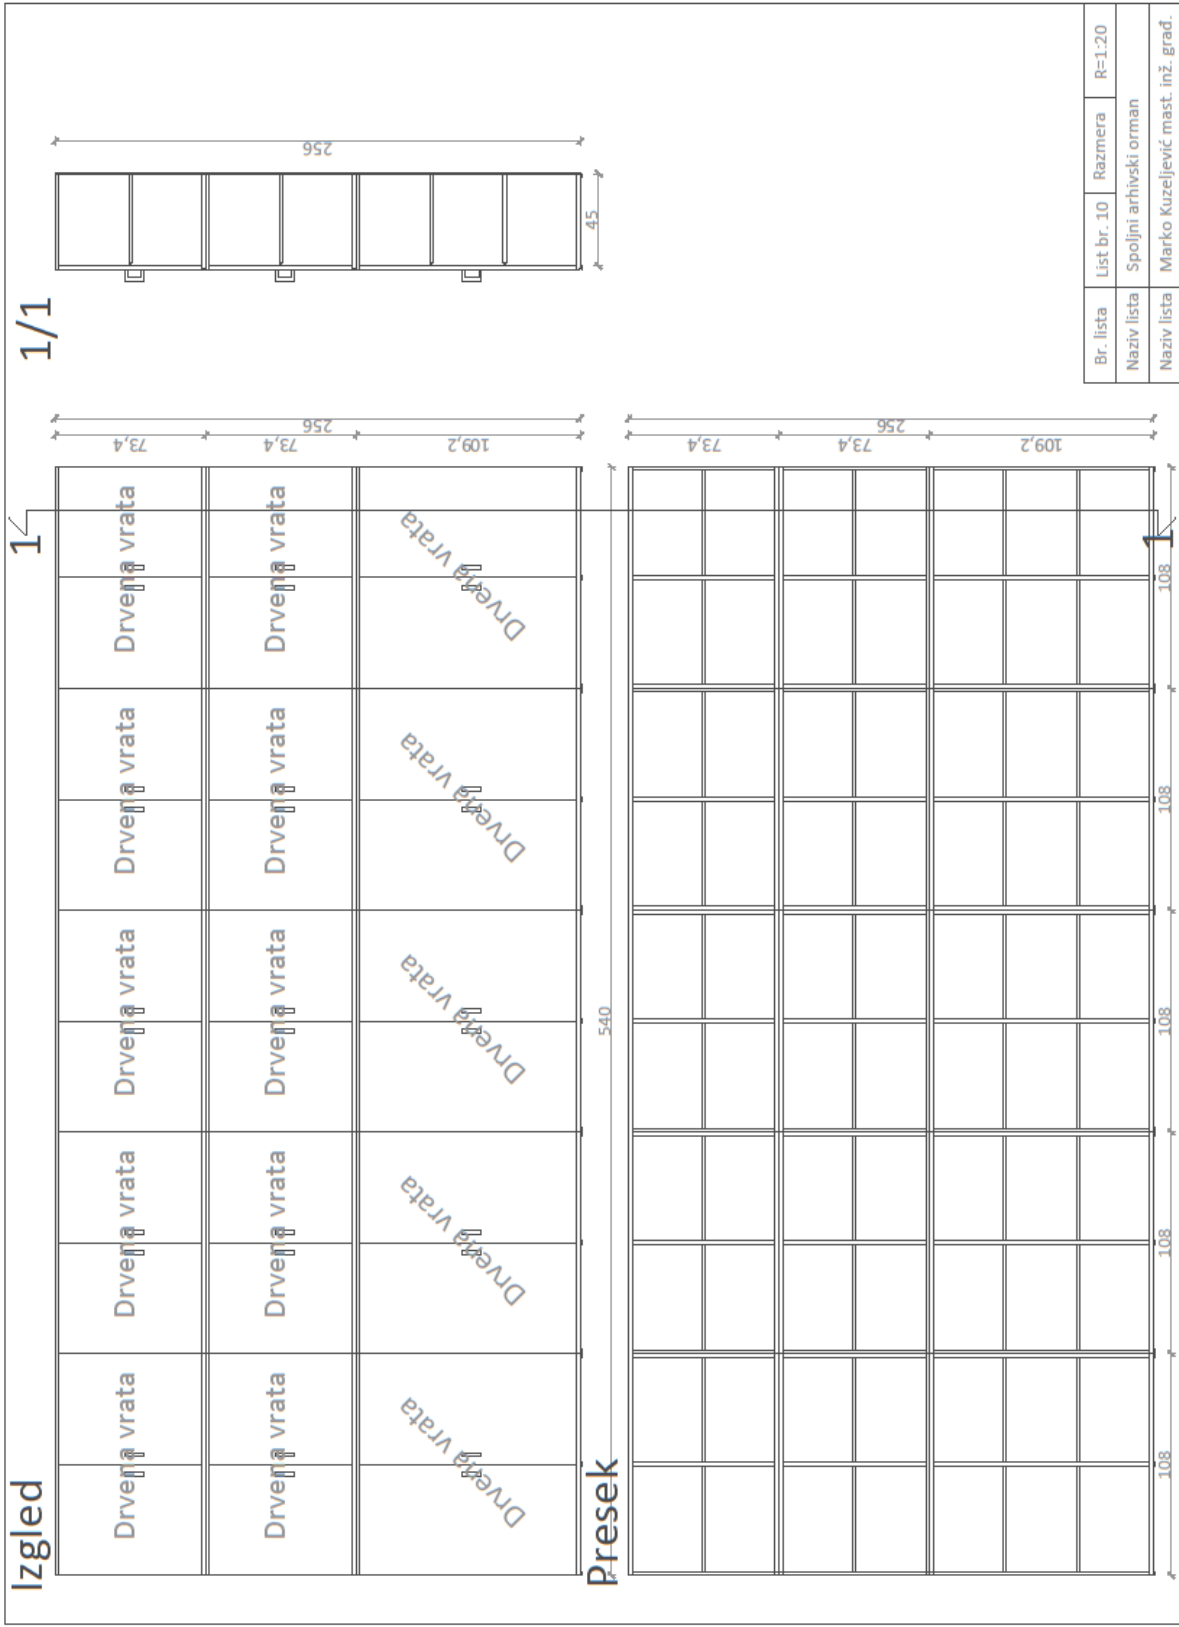 Izgled
1
1/1
Drvena vrata
Drvena vrata
Drvena vrata
Drvena vrata
Drvena vrata
73,4
Drvena vrata
Drvena vrata
Drvena vrata
Drvena vrata
Drvena vrata
73,4
256
256
Drvena vrata
Drvena vrata
Drvena vrata
Drvena vrata
Drvena vrata
109,2
45
Presek
540
73,4
73,4
256
109,2
1
108
108
108
108
108
Br. lista List br. 10 Razmera R=1:20
Naziv lista Spoljni arhivski orman
Naziv lista Marko Kuzeljević mast. inž. građ.